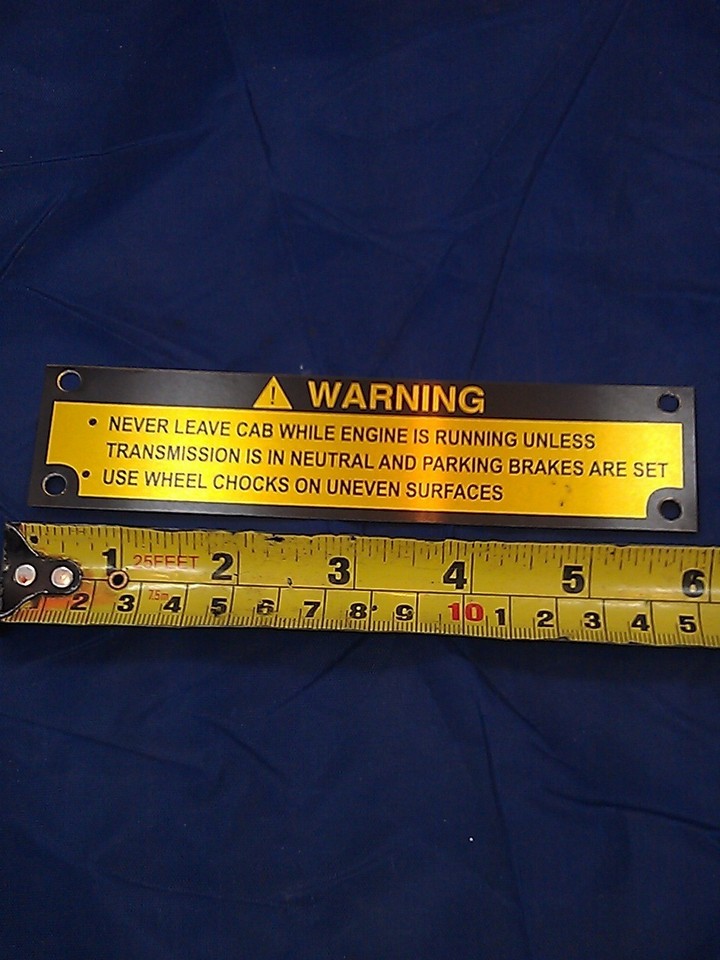 WARNING
• NEVER LEAVE CAB WHILE ENGINE IS RUNNING UNLESS
TRANSMISSION IS IN NEUTRAL AND PARKING BRAKES ARE SET
• USE WHEEL CHOCKS ON UNEVEN SURFACES
1 25FEET 2 3 4 5 6
1 2 3 7.5m 4 5 6 7 8 9 10 1 2 3 4 5